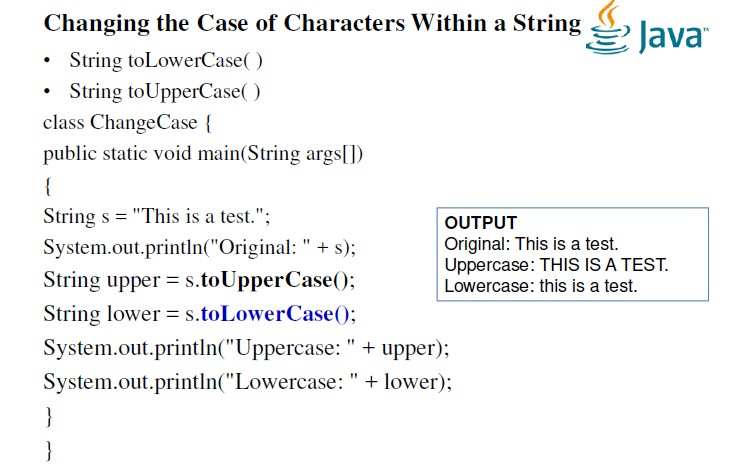 Changing the Case of Characters Within a String
Java™
• String toLowerCase( )
• String toUpperCase( )
class ChangeCase {
public static void main(String args[])
{
String s = "This is a test.";
System.out.println("Original: " + s);
String upper = s.toUpperCase();
String lower = s.toLowerCase();
System.out.println("Uppercase: " + upper);
System.out.println("Lowercase: " + lower);
}
}
OUTPUT
Original: This is a test.
Uppercase: THIS IS A TEST.
Lowercase: this is a test.